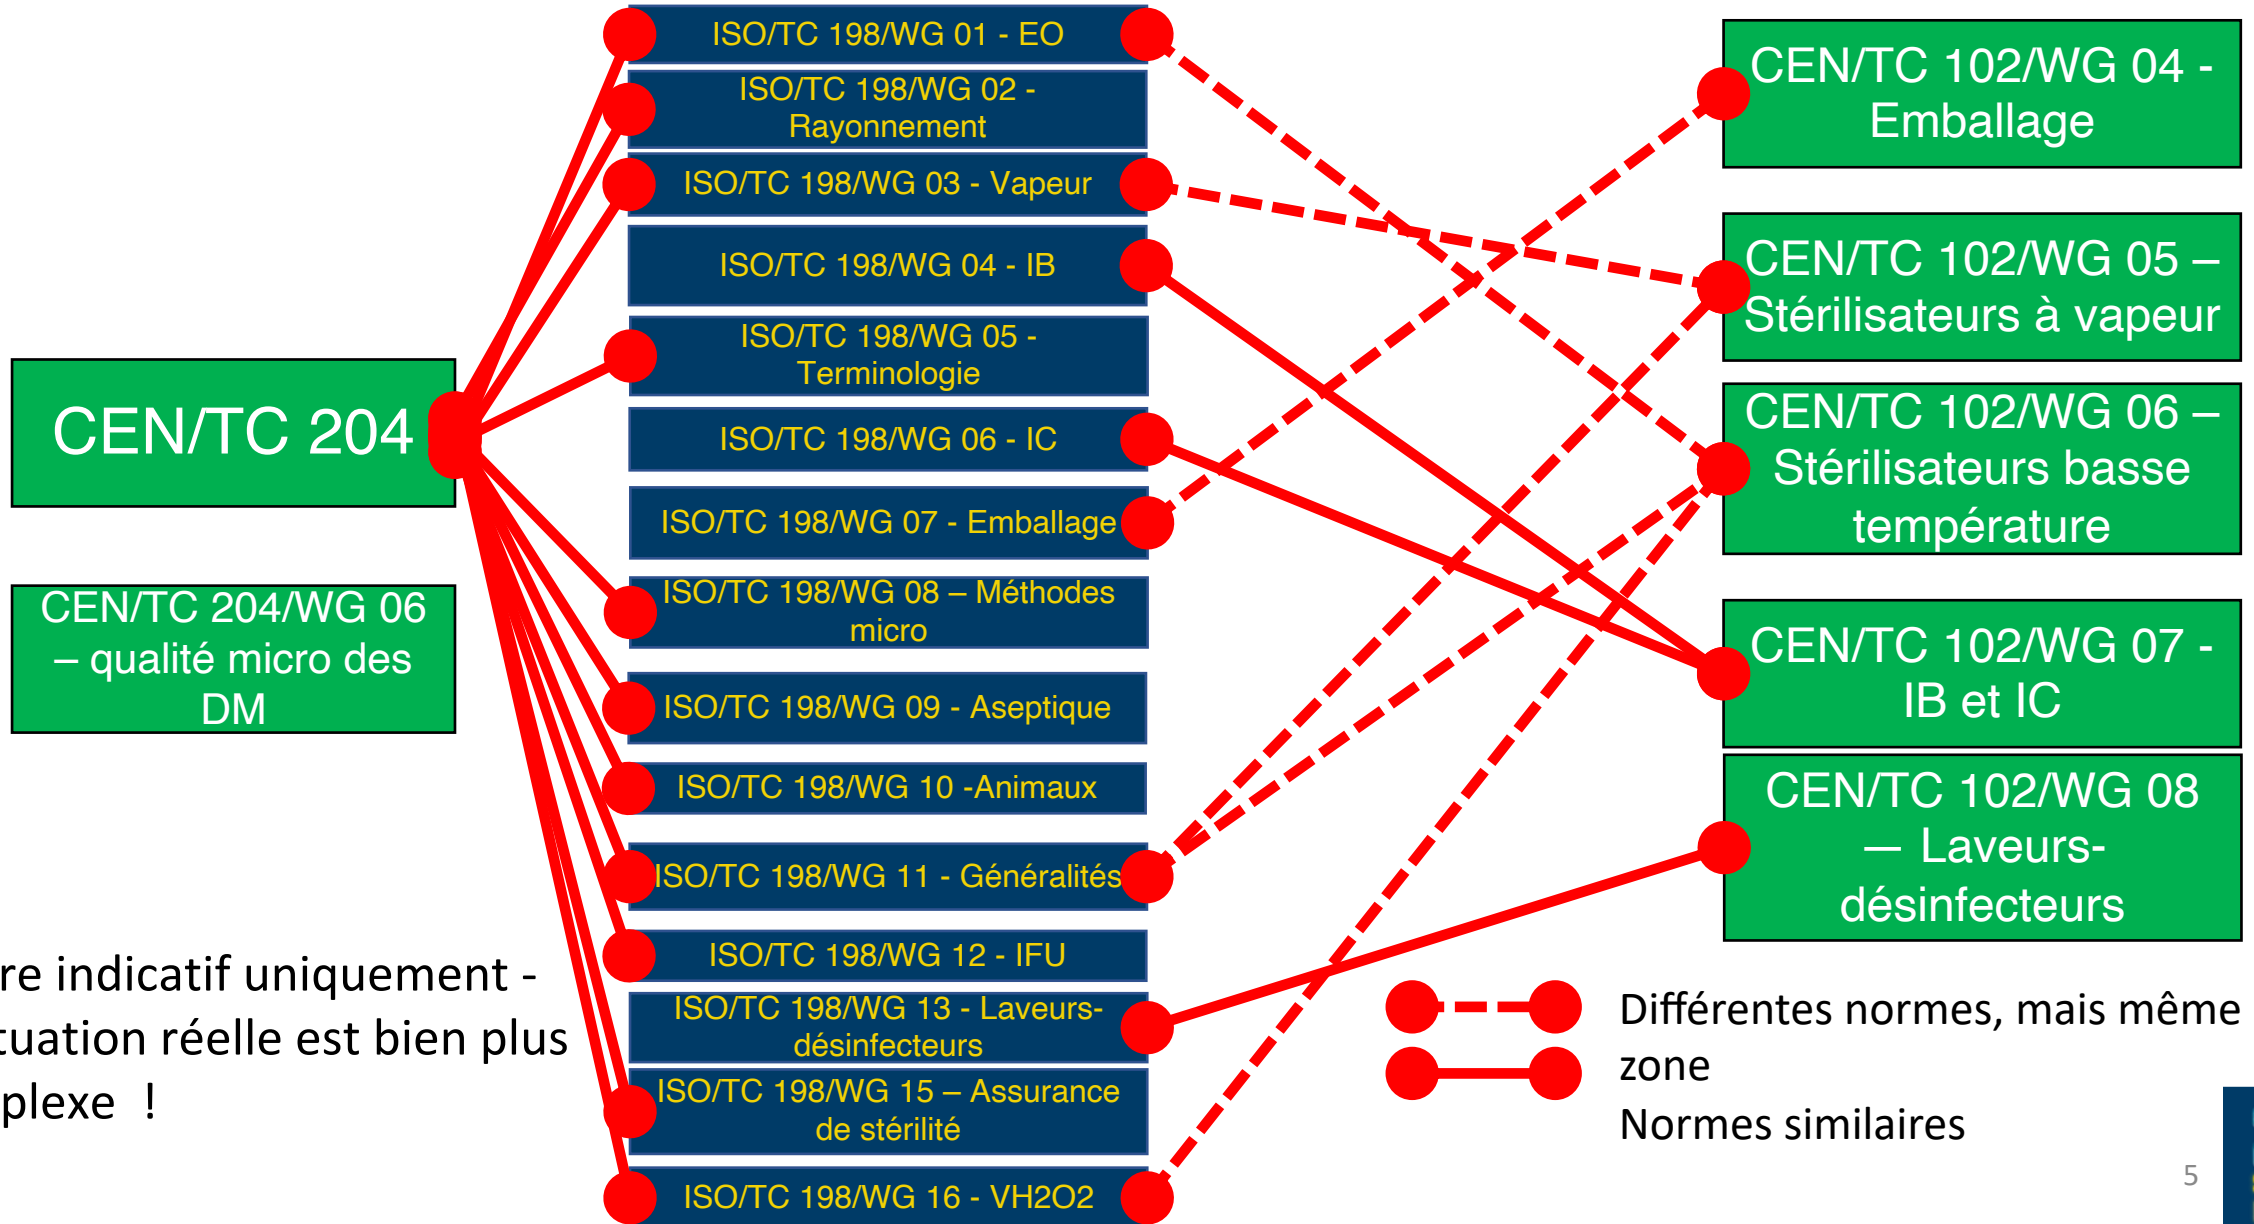 CEN/TC 204
CEN/TC 204/WG 06
– qualité micro des
DM
ISO/TC 198/WG 01 - EO
ISO/TC 198/WG 02 -
Rayonnement
ISO/TC 198/WG 03 - Vapeur
ISO/TC 198/WG 04 - IB
ISO/TC 198/WG 05 -
Terminologie
ISO/TC 198/WG 06 - IC
ISO/TC 198/WG 07 - Emballage
ISO/TC 198/WG 08 – Méthodes
micro
ISO/TC 198/WG 09 - Aseptique
ISO/TC 198/WG 10 -Animaux
ISO/TC 198/WG 11 - Généralités
ISO/TC 198/WG 12 - IFU
ISO/TC 198/WG 13 - Laveurs-
désinfecteurs
ISO/TC 198/WG 15 – Assurance
de stérilité
ISO/TC 198/WG 16 - VH2O2
CEN/TC 102/WG 04 -
Emballage
CEN/TC 102/WG 05 –
Stérilisateurs à vapeur
CEN/TC 102/WG 06 –
Stérilisateurs basse
température
CEN/TC 102/WG 07 -
IB et IC
CEN/TC 102/WG 08
— Laveurs-
désinfecteurs
re indicatif uniquement -
tuation réelle est bien plus
plexe !
Différentes normes, mais même
zone
Normes similaires
5